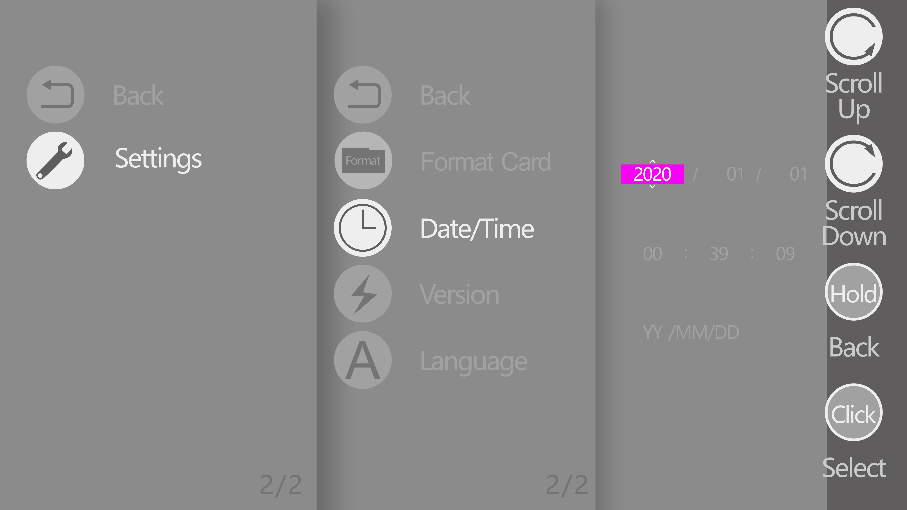 Back
Settings
2/2
Back
Format
Format Card
Date/Time
Version
A
Language
2/2
2020 / 01 / 01
00 : 39 : 09
YY /MM/DD
Scroll
Up
Scroll
Down
Hold
Back
Click
Select